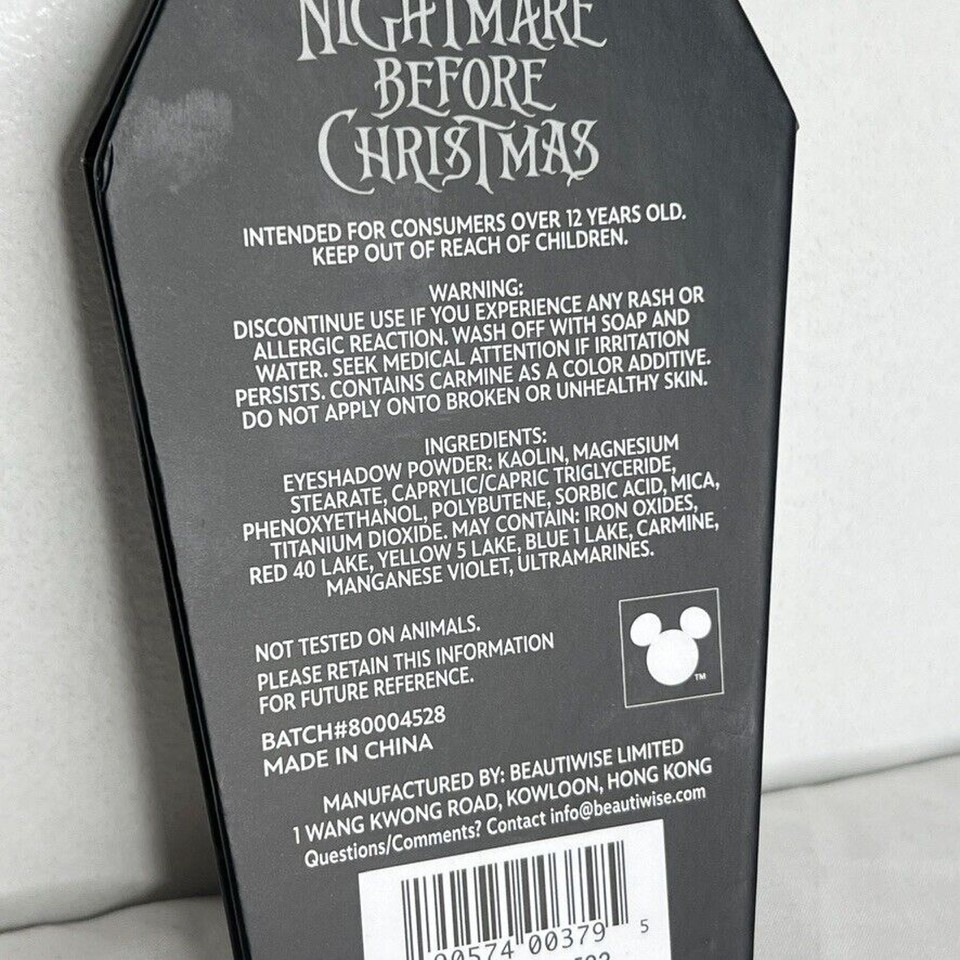 NIGHTMARE
BEFORE
CHRISTMAS
INTENDED FOR CONSUMERS OVER 12 YEARS OLD.
KEEP OUT OF REACH OF CHILDREN.
WARNING:
DISCONTINUE USE IF YOU EXPERIENCE ANY RASH OR
ALLERGIC REACTION. WASH OFF WITH SOAP AND
WATER. SEEK MEDICAL ATTENTION IF IRRITATION
PERSISTS. CONTAINS CARMINE AS A COLOR ADDITIVE.
DO NOT APPLY ONTO BROKEN OR UNHEALTHY SKIN.
INGREDIENTS:
EYESHADOW POWDER: KAOLIN, MAGNESIUM
STEARATE, CAPRYLIC/CAPRIC TRIGLYCERIDE,
PHENOXYETHANOL, POLYBUTENE, SORBIC ACID, MICA,
TITANIUM DIOXIDE. MAY CONTAIN: IRON OXIDES,
RED 40 LAKE, YELLOW 5 LAKE, BLUE 1 LAKE, CARMINE,
MANGANESE VIOLET, ULTRAMARINES.
NOT TESTED ON ANIMALS.
PLEASE RETAIN THIS INFORMATION
FOR FUTURE REFERENCE.
TM
BATCH#80004528
MADE IN CHINA
MANUFACTURED BY: BEAUTIWISE LIMITED
1 WANG KWONG ROAD, KOWLOON, HONG KONG
Questions/Comments? Contact info@beautiwise.com
90574 00379 5